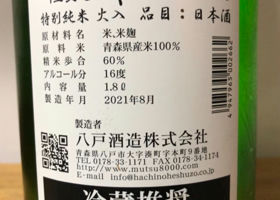 特別純米 火入 品目:日本酒
原材料名 米、米麹
原料米 青森県産米100%
精米歩合 60%
アルコール分 16度
内容量 1.8ℓ
製造年月 2021年8月
製造者
八戸酒造株式会社
青森県八戸市大字湊町字本町9番地
TEL 0178-33-1171 FAX 0178-34-1174
http://www.mutsu8000.com
info@hachinoheshuzo.co.jp
冷蔵推奨
4947965002662